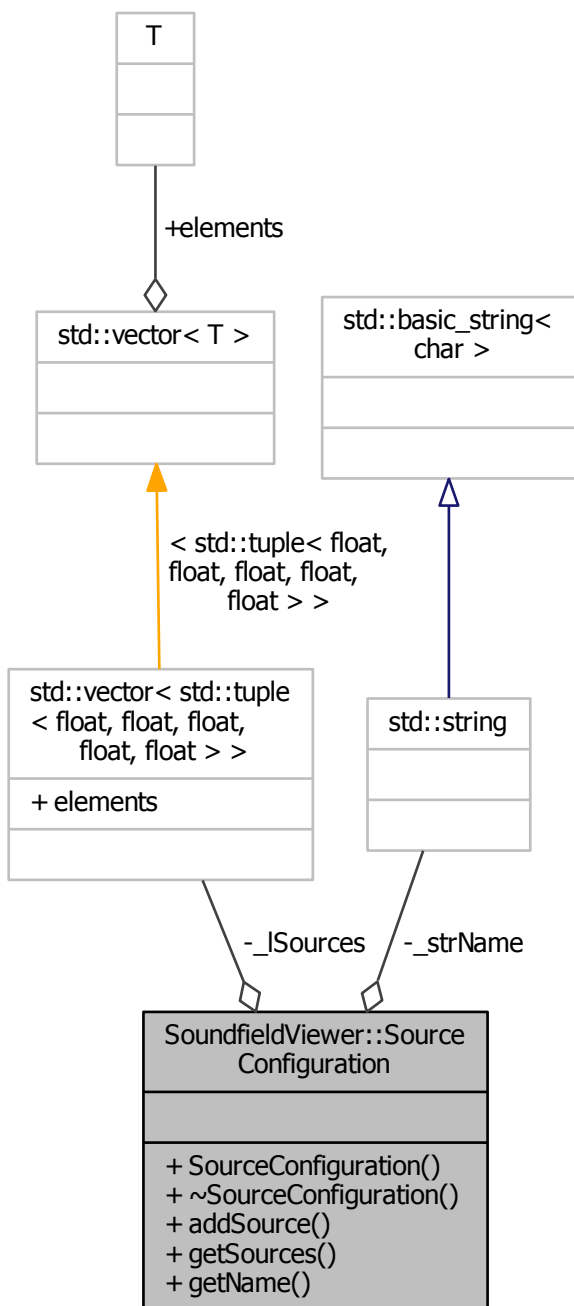 T
+elements
std::vector< T >
std::basic_string<
char >
< std::tuple< float,
float, float, float,
float > >
std::vector< std::tuple
< float, float, float,
float, float > >
+ elements
std::string
-_lSources
-_strName
SoundfieldViewer::Source
Configuration
+ SourceConfiguration()
+ ~SourceConfiguration()
+ addSource()
+ getSources()
+ getName()